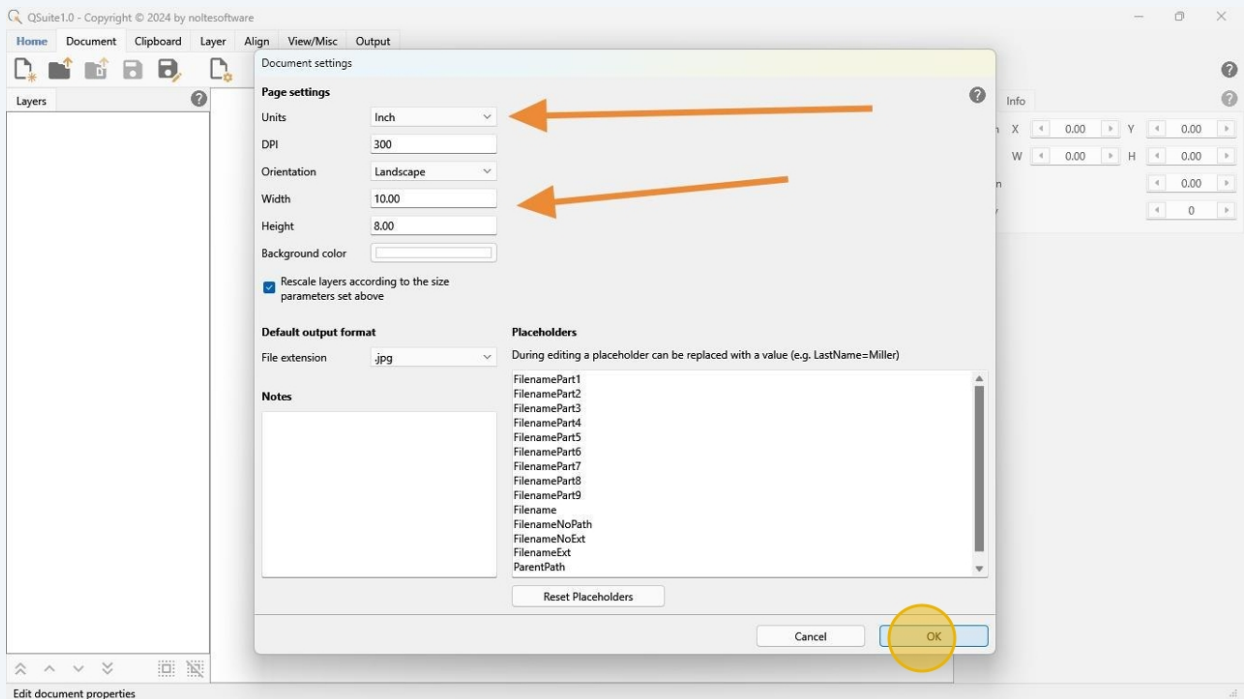 QSuite1.0 - Copyright © 2024 by noltesoftware
Home Document Clipboard Layer Align View/Misc Output
Layers
Document settings
Page settings
Units Inch
DPI 300
Orientation Landscape
Width 10.00
Height 8.00
Background color
Rescale layers according to the size
parameters set above
Default output format
File extension .jpg
Notes
Placeholders
During editing a placeholder can be replaced with a value (e.g. LastName=Miller)
FilenamePart1
FilenamePart2
FilenamePart3
FilenamePart4
FilenamePart5
FilenamePart6
FilenamePart7
FilenamePart8
FilenamePart9
Filename
FilenameNoPath
FilenameNoExt
FilenameExt
ParentPath
Reset Placeholders
Cancel OK
Info
X 0.00 Y 0.00
W 0.00 H 0.00
0.00
0
Edit document properties